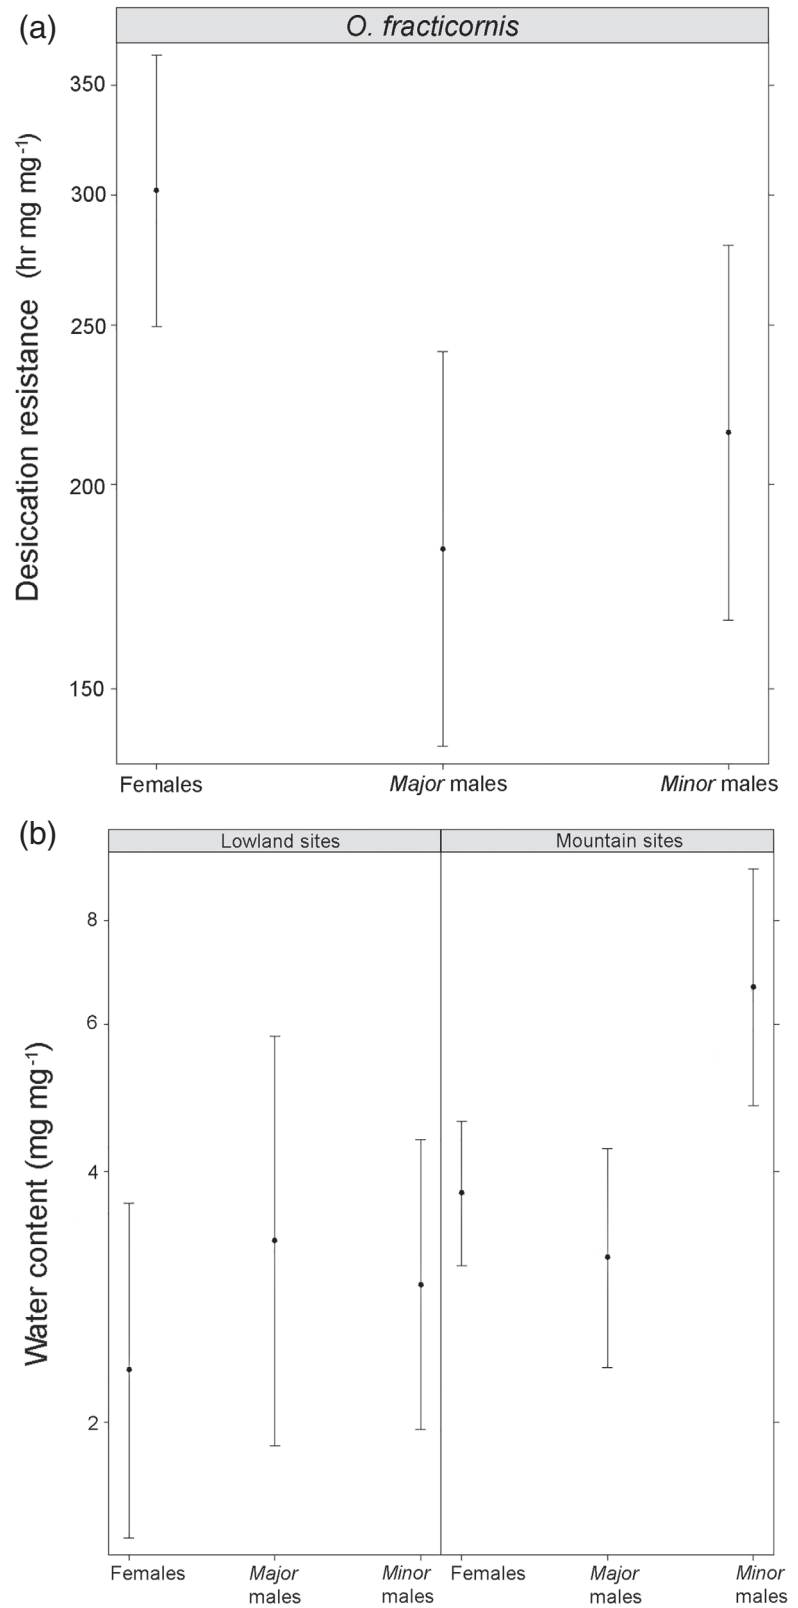 (a)
O. fracticornis
Desiccation resistance (hr mg mg-1)
350
300
250
200
150
Females Major males Minor males
(b)
Lowland sites Mountain sites
Water content (mg mg-1)
8
6
4
2
Females Major Minor Females Major Minor
males males males males